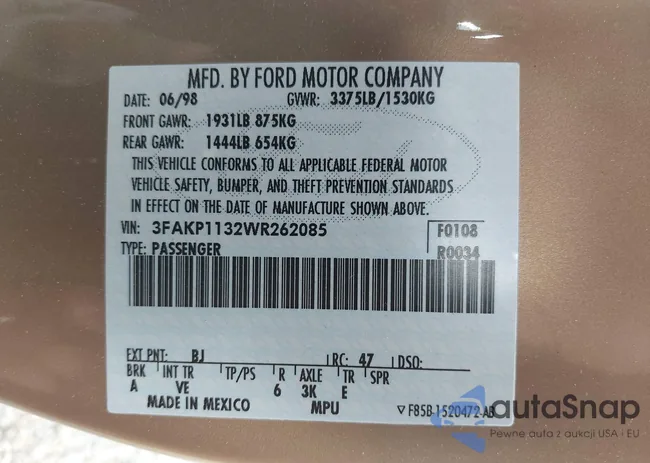 MFD. BY FORD MOTOR COMPANY
DATE: 06/98 GVWR: 3375LB/1530KG
FRONT GAWR: 1931LB 875KG
REAR GAWR: 1444LB 654KG
THIS VEHICLE CONFORMS TO ALL APPLICABLE FEDERAL MOTOR
VEHICLE SAFETY, BUMPER, AND THEFT PREVENTION STANDARDS
IN EFFECT ON THE DATE OF MANUFACTURE SHOWN ABOVE.
VIN: 3FAKP1132WR262085 F0108
TYPE: PASSENGER R0034
EXT PNT: BJ RC: 47 DSO:
BRK INT TR TP/PS R AXLE TR SPR
A VE 6 3K E
MADE IN MEXICO MPU ▽ F85B-1520472-AB
autaSnap
Pewne auta z aukcji USA i EU